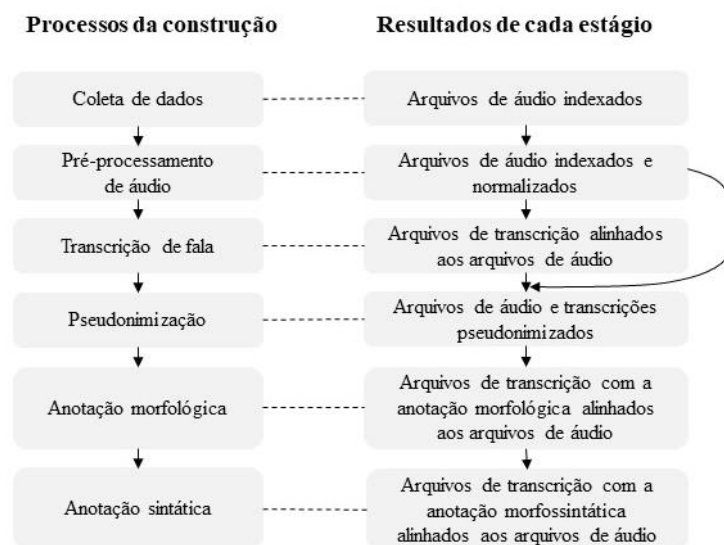 Processos da construção
Resultados de cada estágio
Coleta de dados
Arquivos de áudio indexados
Pré-processamento
de áudio
Arquivos de áudio indexados e
normalizados
Transcrição de fala
Arquivos de transcrição alinhados
aos arquivos de áudio
Pseudonimização
Arquivos de áudio e transcrições
pseudonimizados
Anotação morfológica
Arquivos de transcrição com a
anotação morfológica alinhados
aos arquivos de áudio
Anotação sintática
Arquivos de transcrição com a
anotação morfossintática
alinhados aos arquivos de áudio